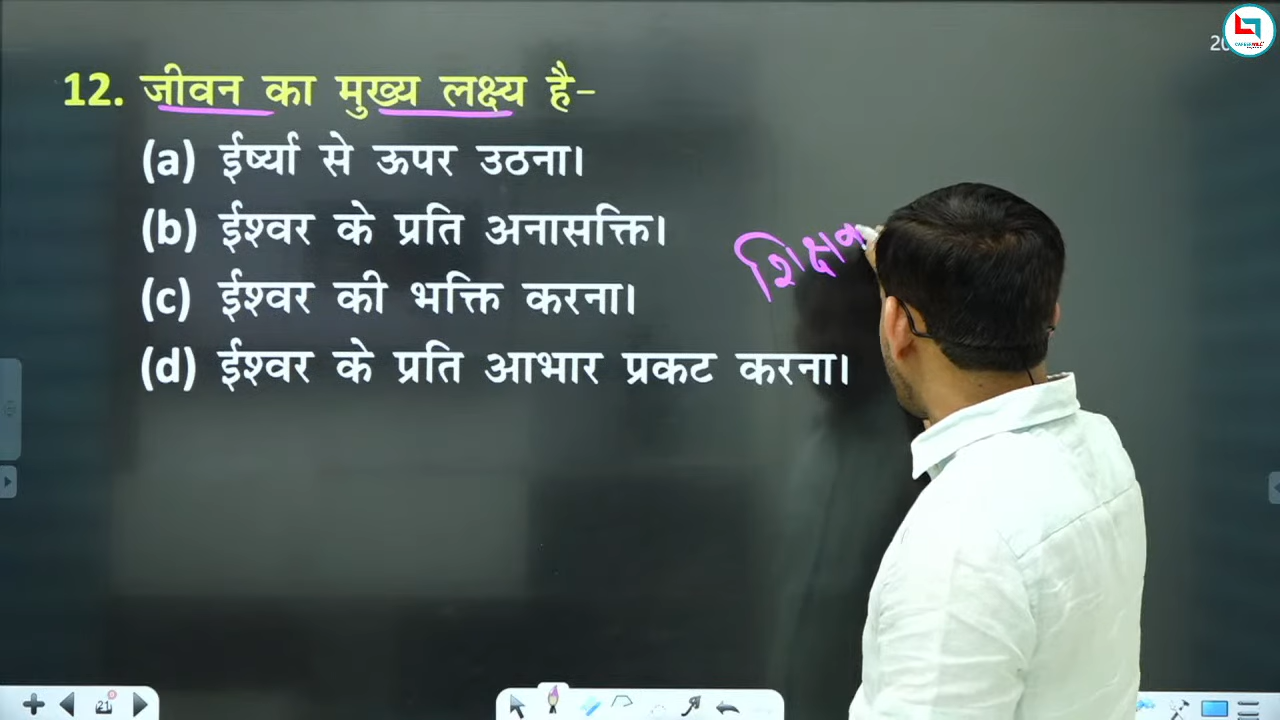 12. जीवन का मुख्य लक्ष्य है-
(a) ईर्ष्या से ऊपर उठना।
(b) ईश्वर के प्रति अनासक्ति।
(c) ईश्वर की भक्ति करना।
(d) ईश्वर के प्रति आभार प्रकट करना।
21